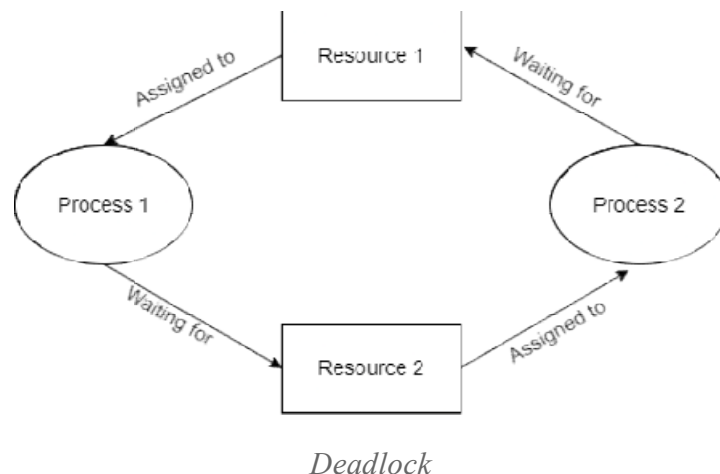 Resource 1
Assigned to
Waiting for
Process 1
Process 2
Waiting for
Assigned to
Resource 2
Deadlock